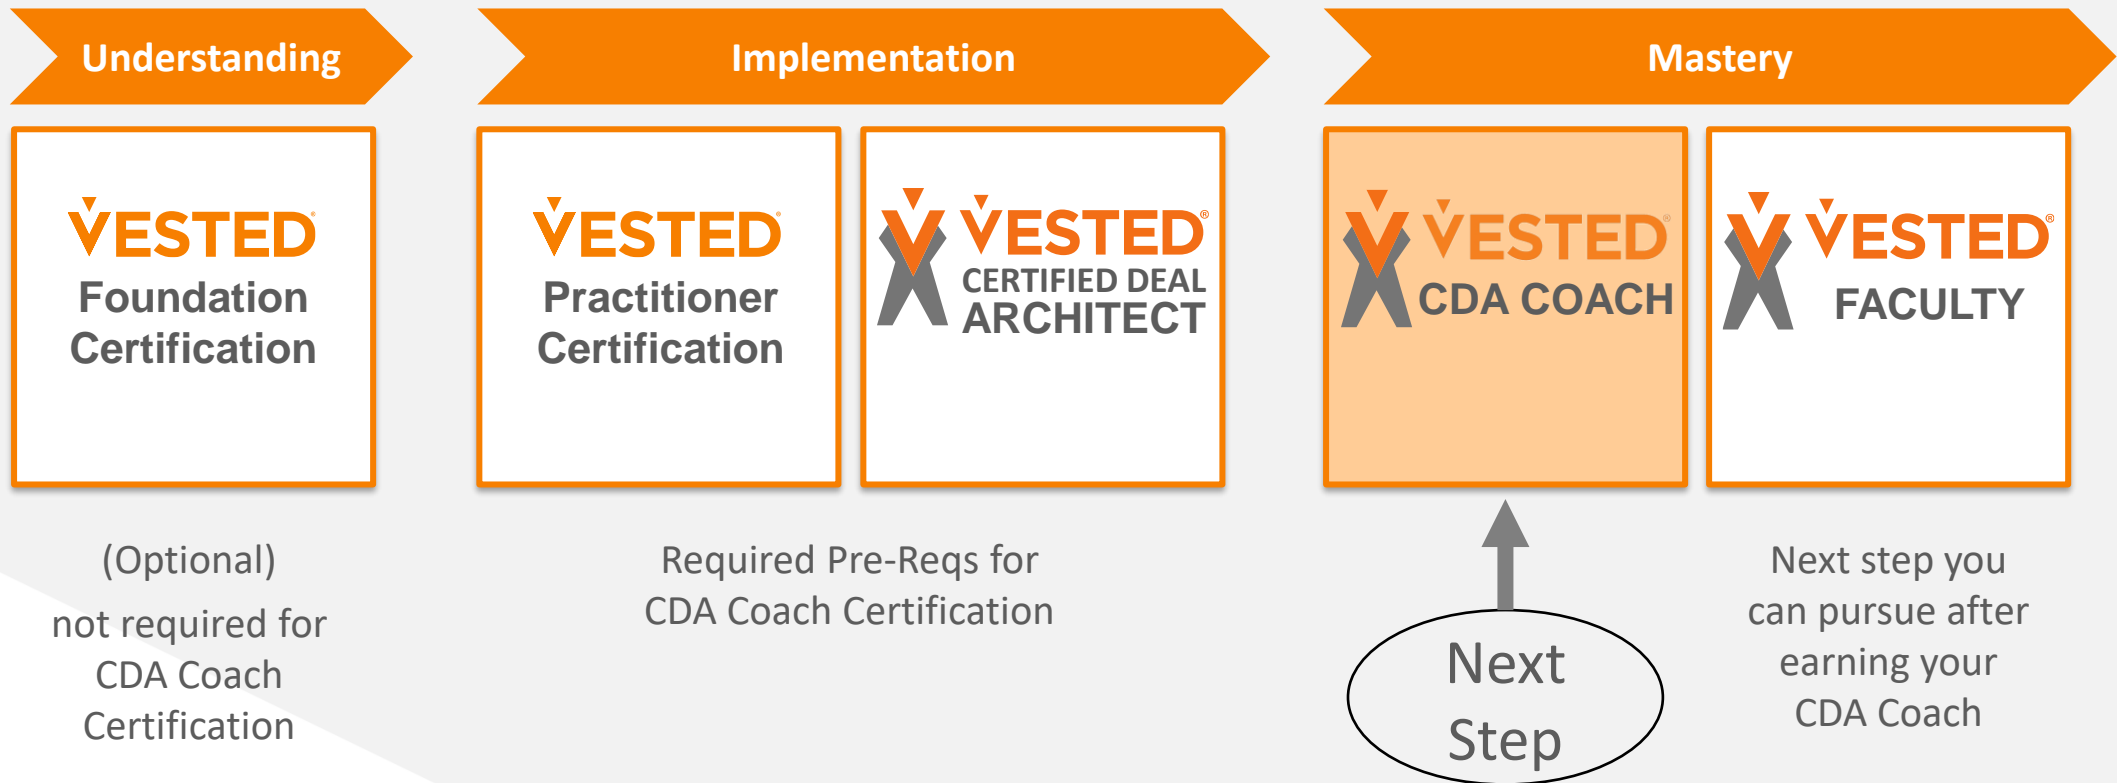 Understanding
Implementation
Mastery
VESTED®
Foundation
Certification
VESTED®
Practitioner
Certification
VESTED®
CERTIFIED DEAL
ARCHITECT
VESTED®
CDA COACH
VESTED®
FACULTY
(Optional)
not required for
CDA Coach
Certification
Required Pre-Reqs for
CDA Coach Certification
Next
Step
Next step you
can pursue after
earning your
CDA Coach